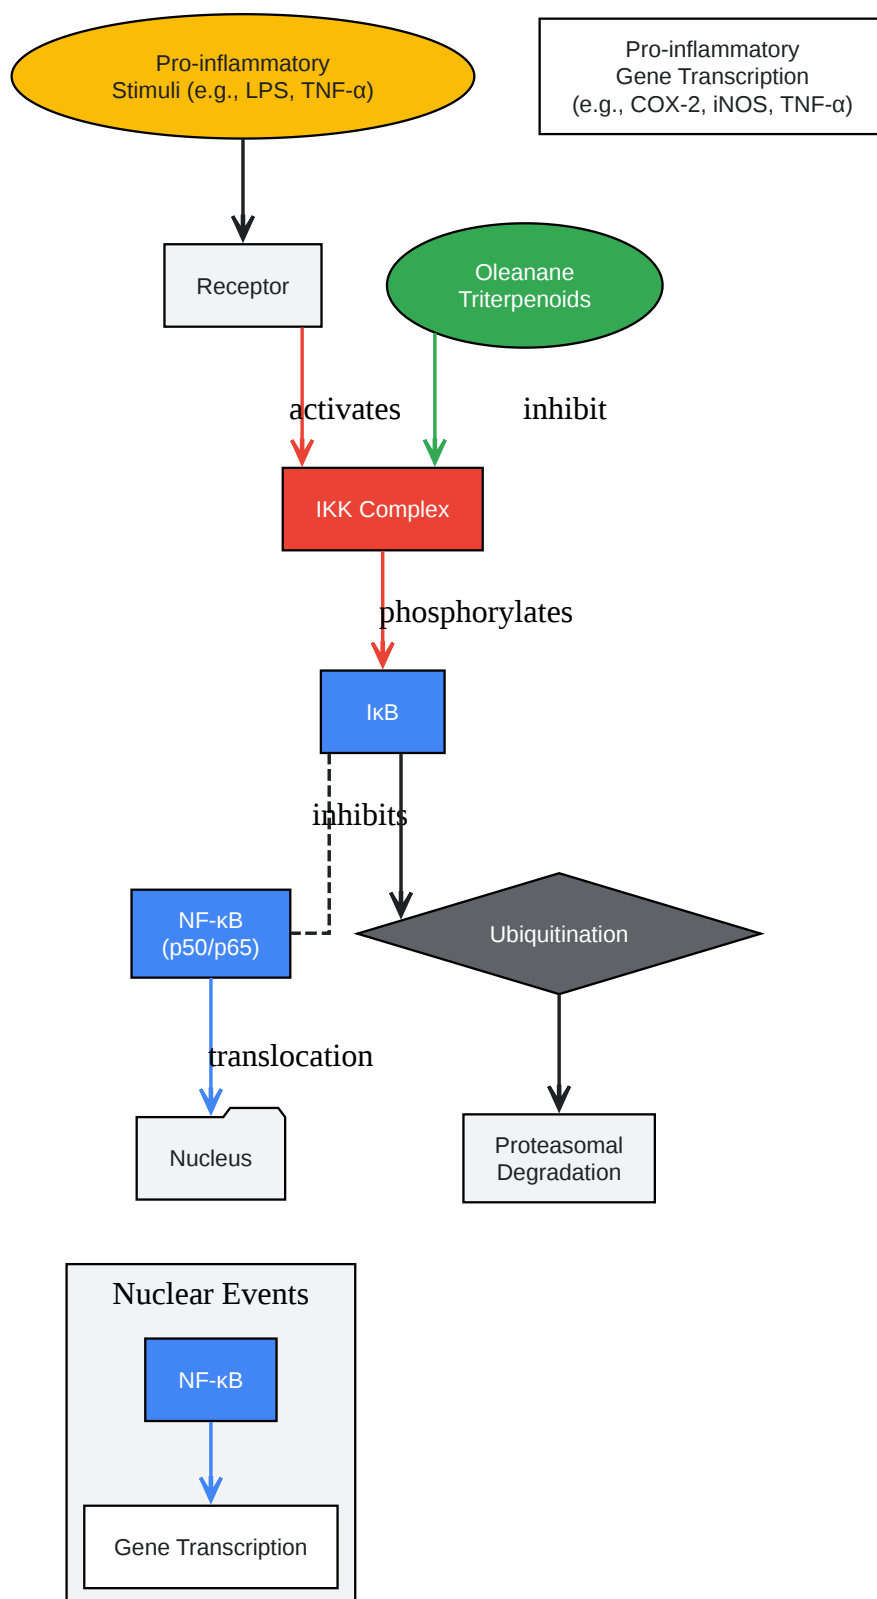 Pro-inflammatory
Stimuli (e.g., LPS, TNF-α)
Pro-inflammatory
Gene Transcription
(e.g., COX-2, iNOS, TNF-α)
Receptor
Oleanane
Triterpenoids
activates
inhibit
IKK Complex
phosphorylates
IκB
inhibits
NF-κB
(p50/p65)
Ubiquitination
translocation
Nucleus
Proteasomal
Degradation
Nuclear Events
NF-κB
Gene Transcription